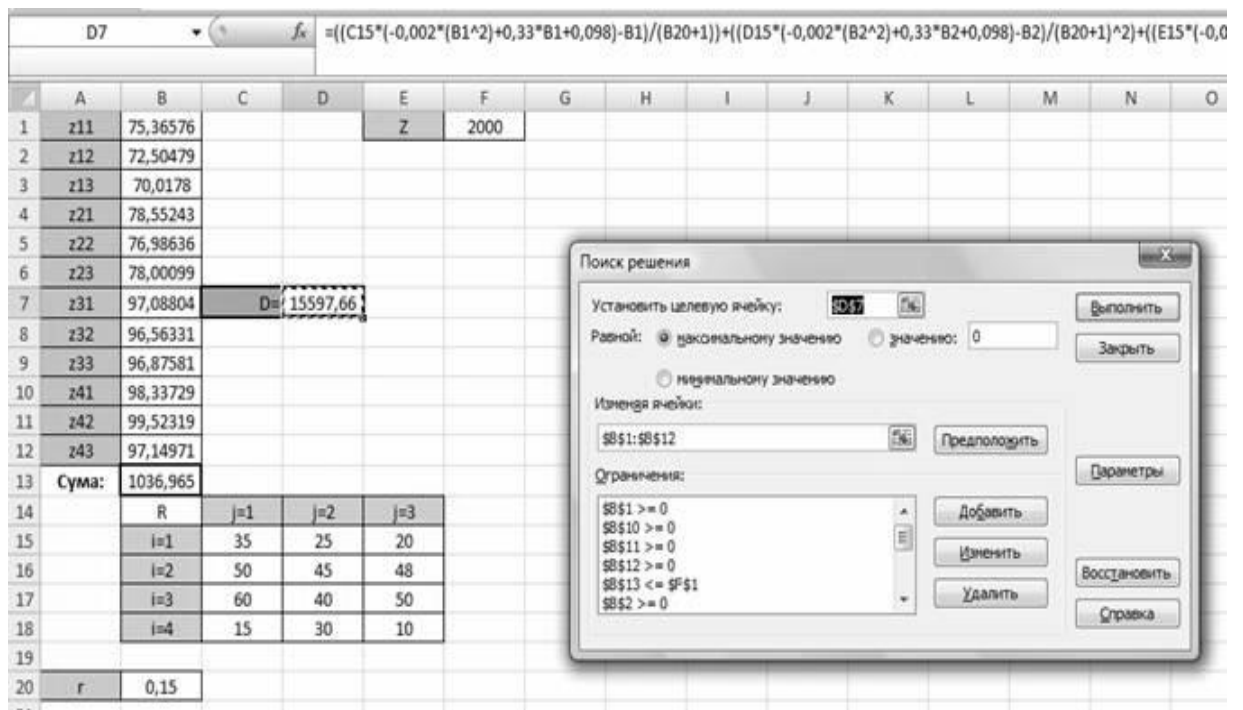 D7 fx =((C15*(-0,002*(B1^2)+0,33*B1+0,098)-B1)/(B20+1))+((D15*(-0,002*(B2^2)+0,33*B2+0,098)-B2)/(B20+1)^2)+((E15*(-0,0
A B C D E F G H I J K L M N O
1 z11 75,36576 Z 2000
2 z12 72,50479
3 z13 70,0178
4 z21 78,55243
5 z22 76,98636
6 z23 78,00099
7 z31 97,08804 D= 15597,66
8 z32 96,56331
9 z33 96,87581
10 z41 98,33729
11 z42 99,52319
12 z43 97,14971
13 Сума: 1036,965
14 R j=1 j=2 j=3
15 i=1 35 25 20
16 i=2 50 45 48
17 i=3 60 40 50
18 i=4 15 30 10
19
20 r 0,15
Поиск решения
Установить целевую ячейку: $D$7
Равной: максимальному значению значению: 0
минимальному значению
Изменяя ячейки:
$B$1:$B$12
Ограничения:
$B$1 >= 0
$B$10 >= 0
$B$11 >= 0
$B$12 >= 0
$B$13 <= $F$1
$B$2 >= 0
Предположить
Добавить
Изменить
Удалить
Выполнить
Закрыть
Параметры
Восстановить
Справка